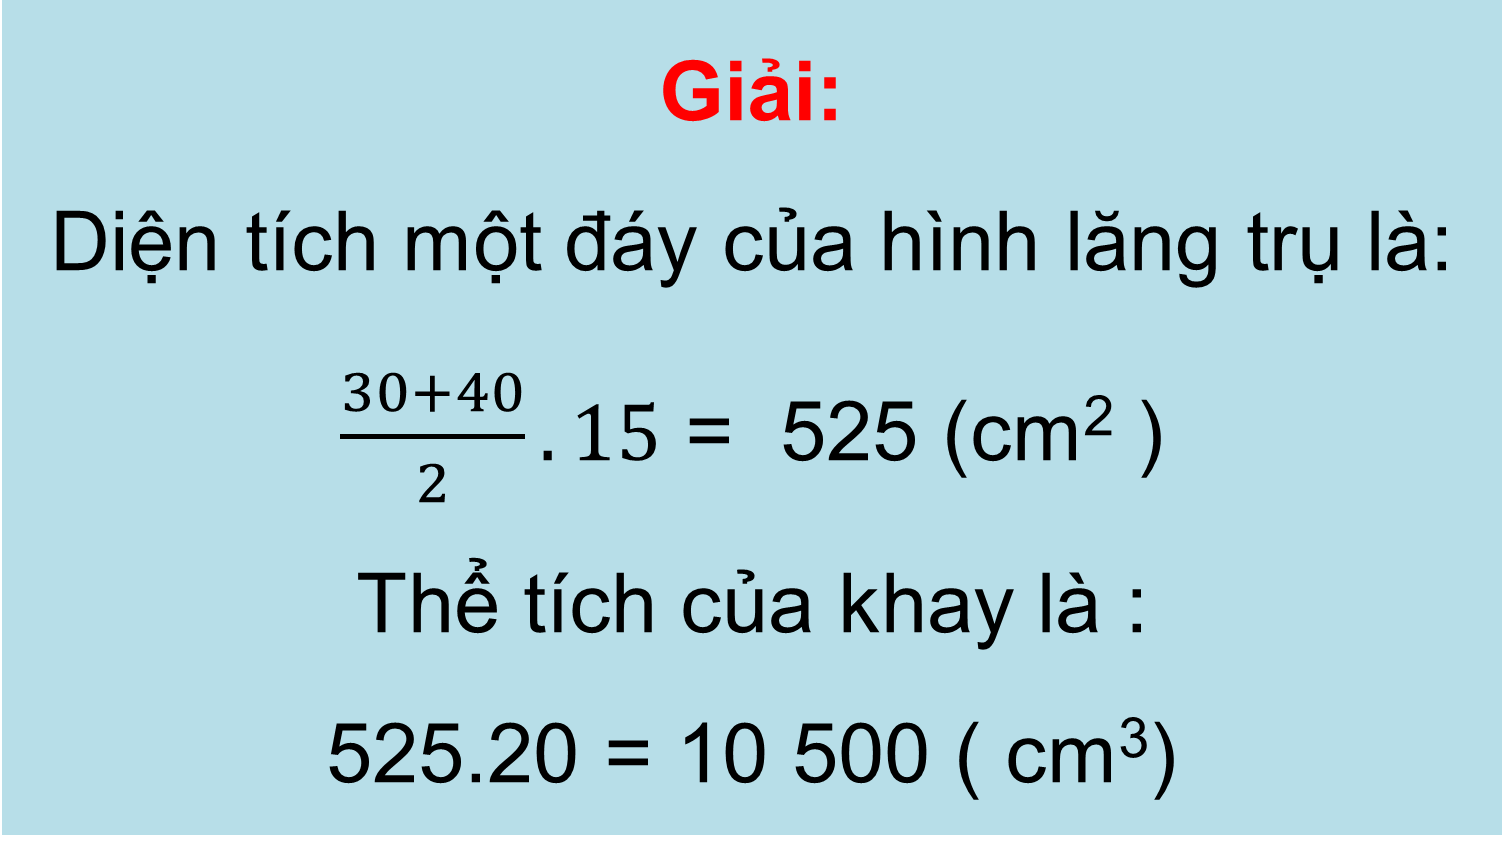 Giải:
Diện tích một đáy của hình lăng trụ là:
$\frac{30+40}{2}.15$ = 525 (cm² )
Thể tích của khay là :
525.20 = 10 500 ( cm³)